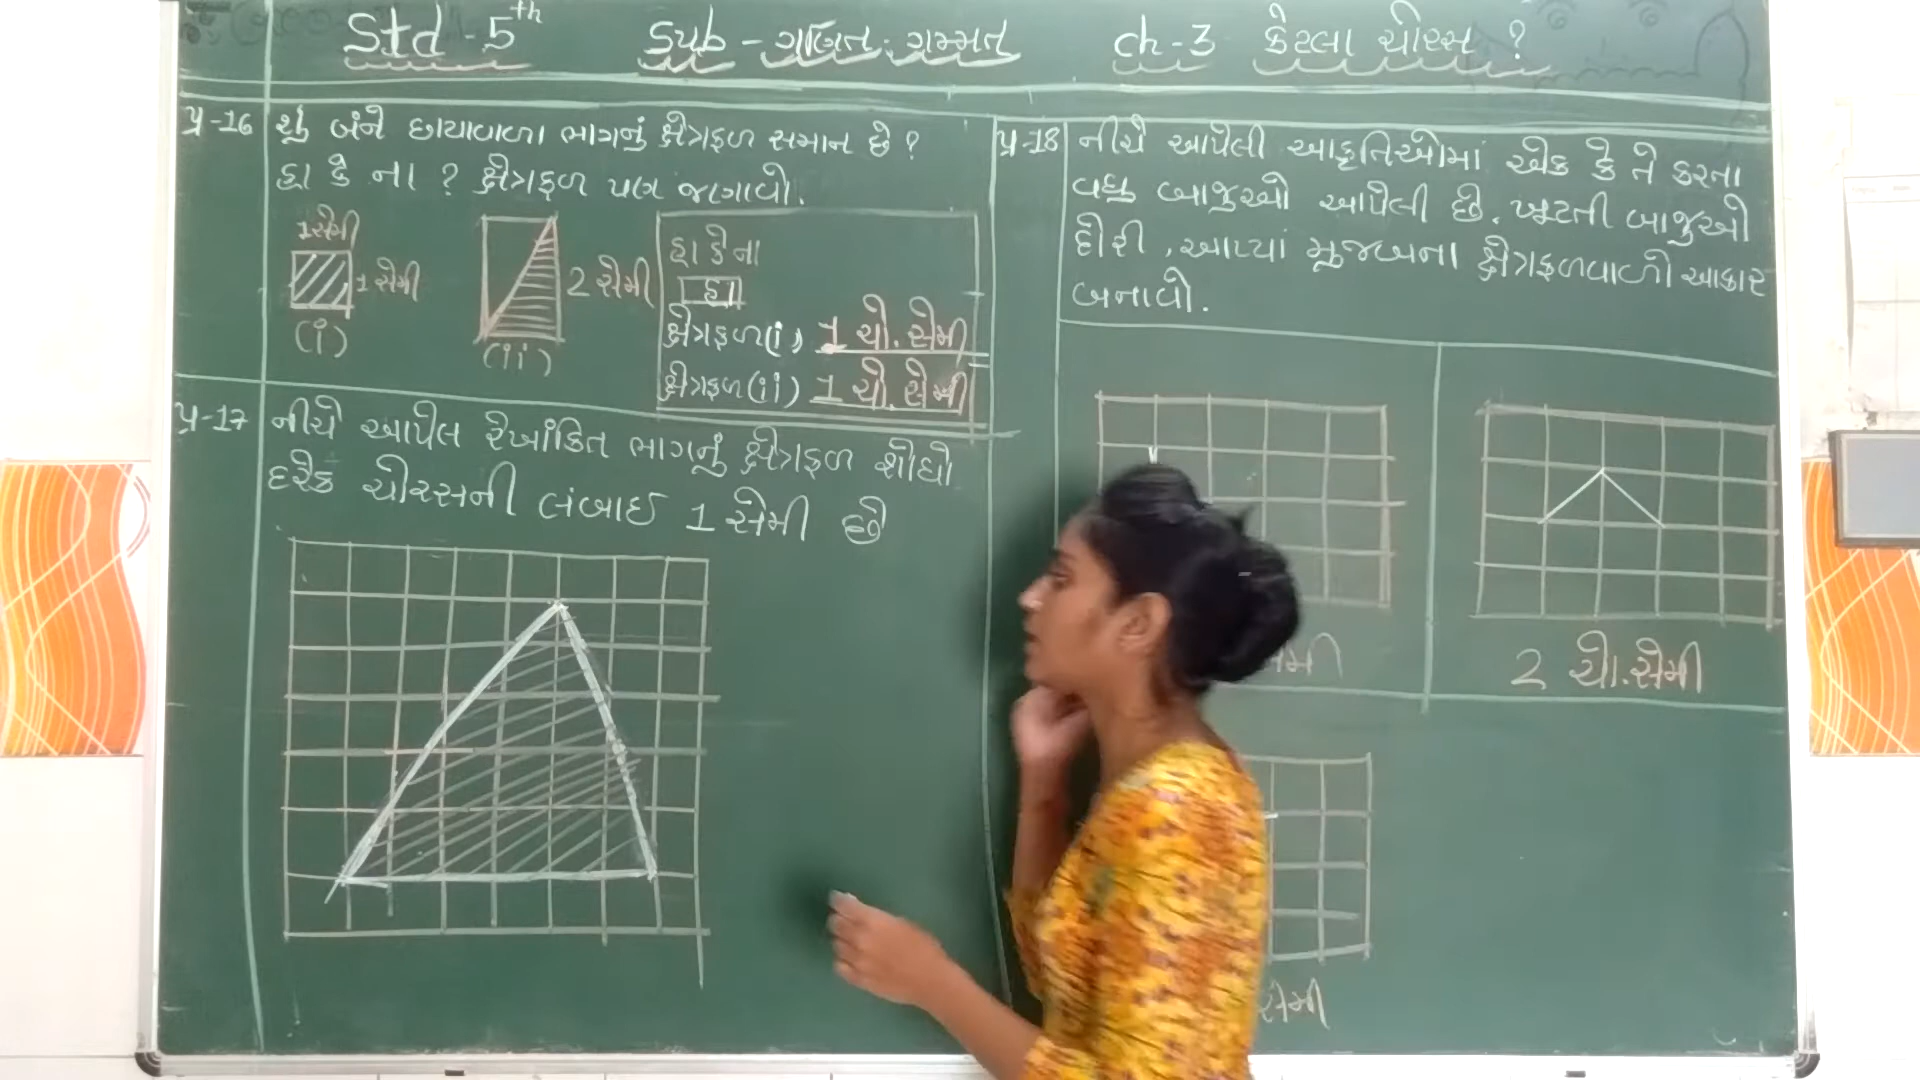 Std - 5th Sub - ગણિત-ગમ્મત ch-3 કેટલા ચોરસ ?
પ્ર-16 શું બંને છાયાવાળા ભાગનું ક્ષેત્રફળ સમાન છે ?
હા કે ના ? ક્ષેત્રફળ પણ જણાવો.
1 સેમી
1 સેમી
(i)
2 સેમી
(ii)
હા કે ના
હા
ક્ષેત્રફળ(i) 1 ચો.સેમી
ક્ષેત્રફળ(ii) 1 ચો.સેમી
પ્ર-17 નીચે આપેલ રેખાંકિત ભાગનું ક્ષેત્રફળ શોધો
દરેક ચોરસની લંબાઈ 1 સેમી છે
પ્ર-18 નીચે આપેલી આકૃતિઓમાં એક કે તે કરતા
વધુ બાજુઓ આપેલી છે. ખૂટતી બાજુઓ
દોરી, આપ્યાં મુજબના ક્ષેત્રફળવાળો આકાર
બનાવો.
2 ચો.સેમી
સેમી